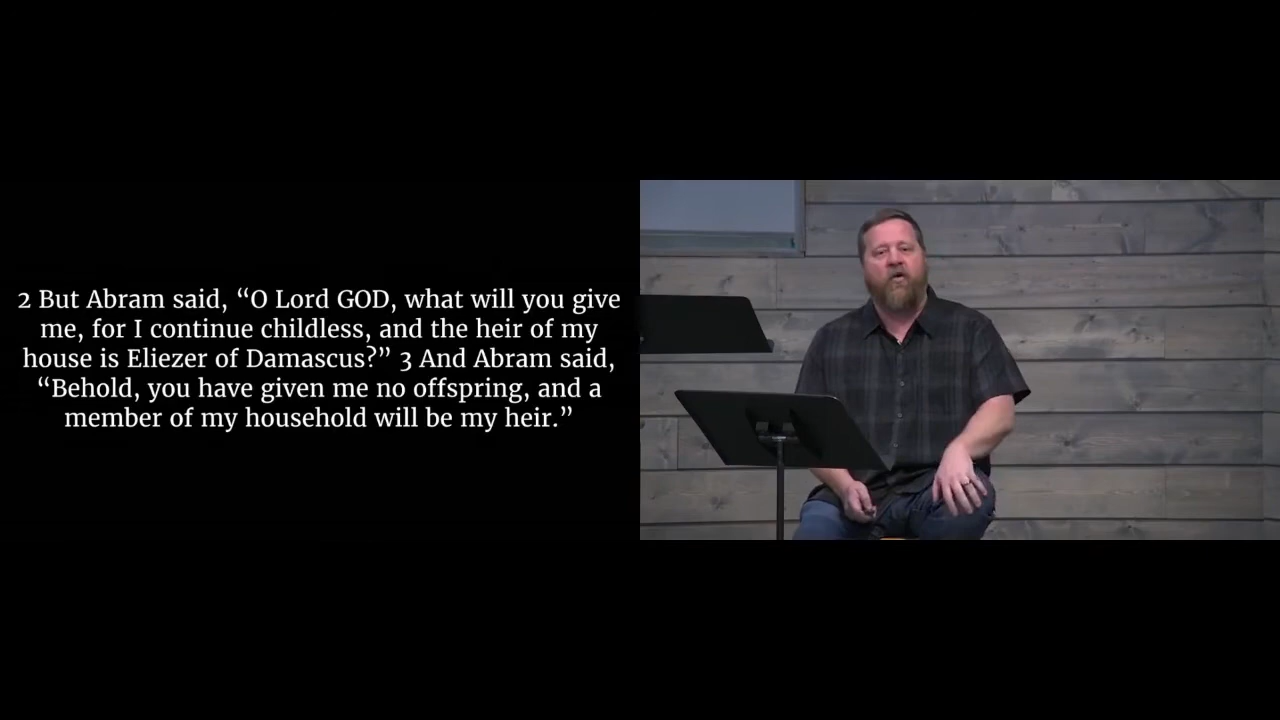 2 But Abram said, “O Lord GOD, what will you give
me, for I continue childless, and the heir of my
house is Eliezer of Damascus?” 3 And Abram said,
“Behold, you have given me no offspring, and a
member of my household will be my heir.”